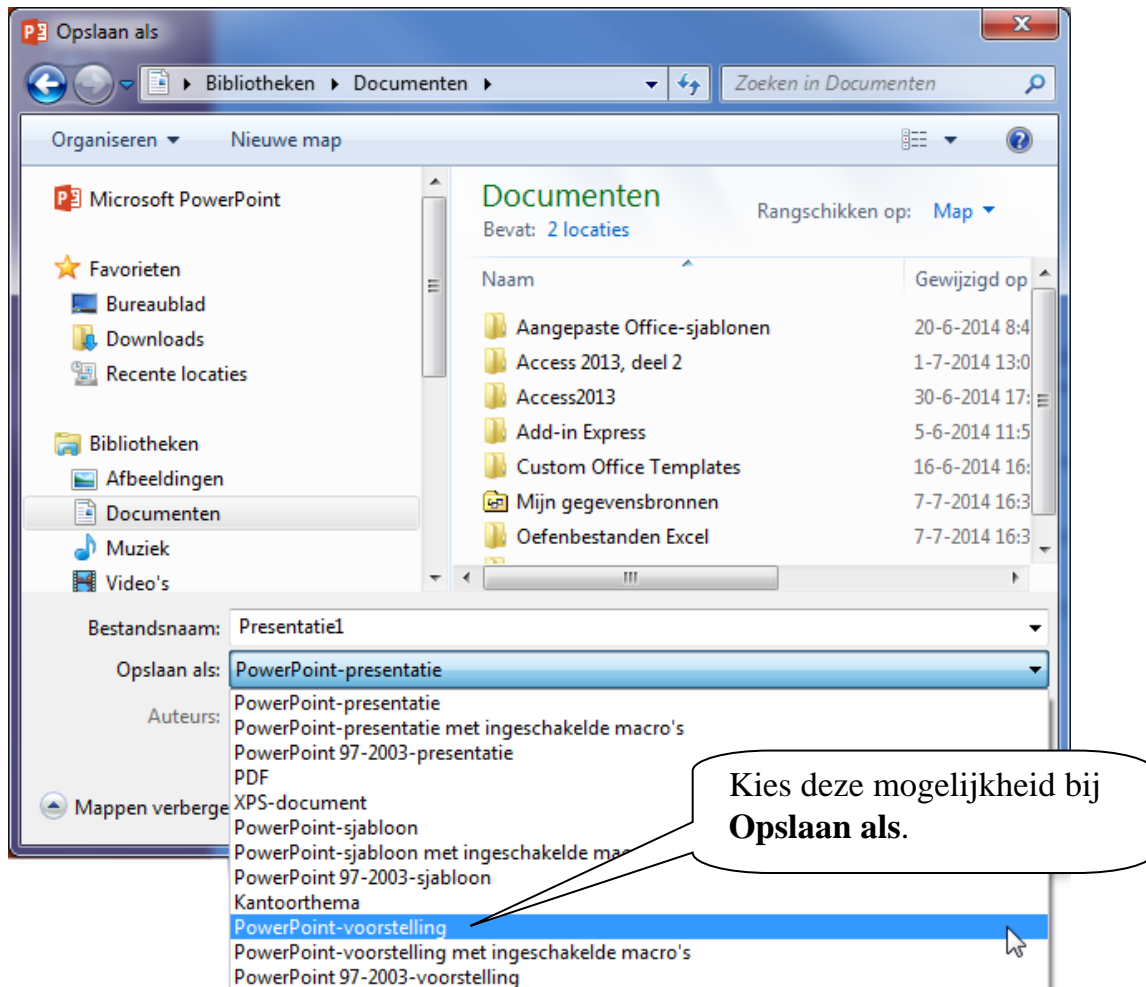 Opslaan als
Bibliotheken Documenten
Zoeken in Documenten
Organiseren Nieuwe map
Microsoft PowerPoint
Favorieten
Bureaublad
Downloads
Recente locaties
Bibliotheken
Afbeeldingen
Documenten
Muziek
Video's
Documenten
Bevat: 2 locaties
Rangschikken op: Map
Naam Gewijzigd op
Aangepaste Office-sjablonen 20-6-2014 8:4
Access 2013, deel 2 1-7-2014 13:0
Access2013 30-6-2014 17:
Add-in Express 5-6-2014 11:5
Custom Office Templates 16-6-2014 16:
Mijn gegevensbronnen 7-7-2014 16:3
Oefenbestanden Excel 7-7-2014 16:3
Bestandsnaam: Presentatie1
Opslaan als: PowerPoint-presentatie
Auteurs:
Mappen verberge
PowerPoint-presentatie
PowerPoint-presentatie met ingeschakelde macro's
PowerPoint 97-2003-presentatie
PDF
XPS-document
PowerPoint-sjabloon
PowerPoint-sjabloon met ingeschakelde mac
PowerPoint 97-2003-sjabloon
Kantoorthema
PowerPoint-voorstelling
PowerPoint-voorstelling met ingeschakelde macro's
PowerPoint 97-2003-voorstelling
Kies deze mogelijkheid bij
Opslaan als.